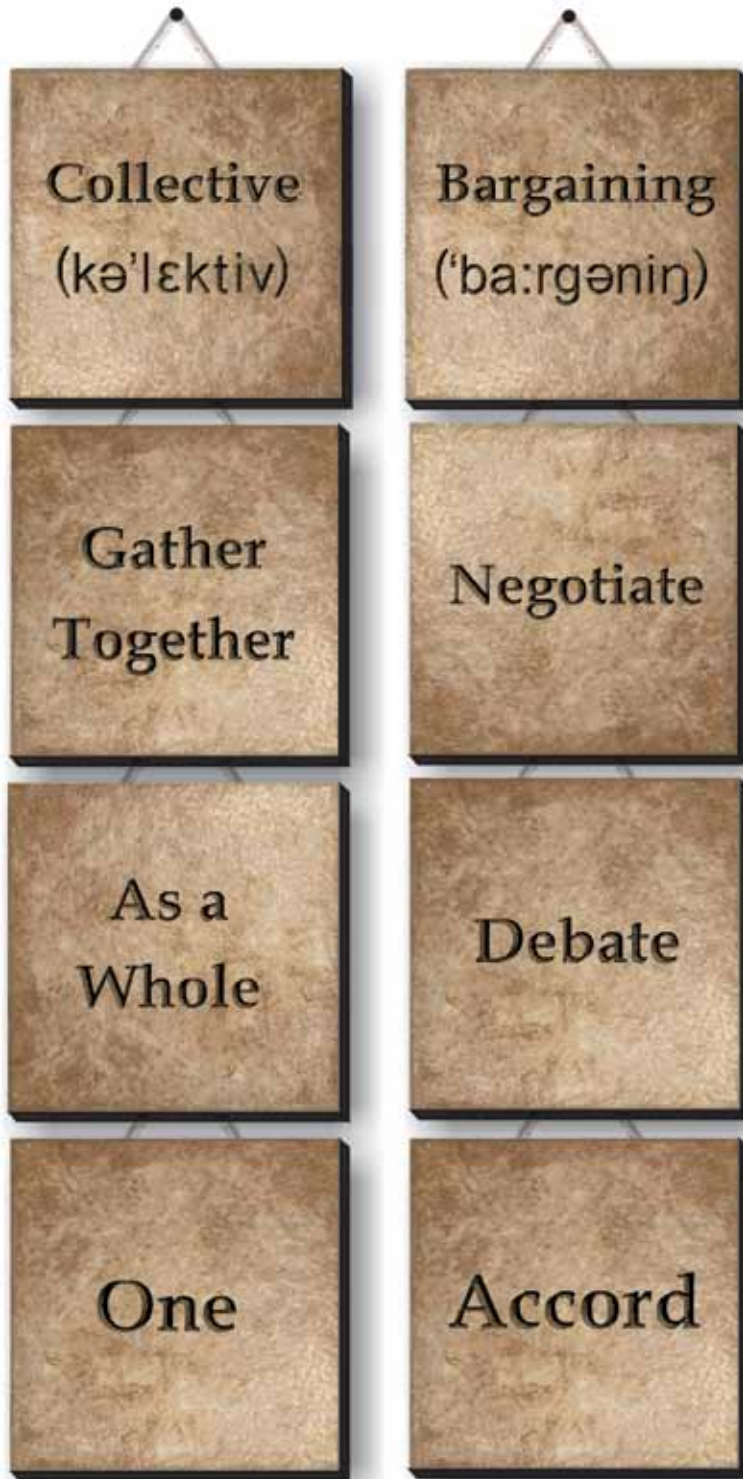 Collective
(kə'lɛktiv)
Gather
Together
As a
Whole
One
Bargaining
(‘ba:rgəniŋ)
Negotiate
Debate
Accord